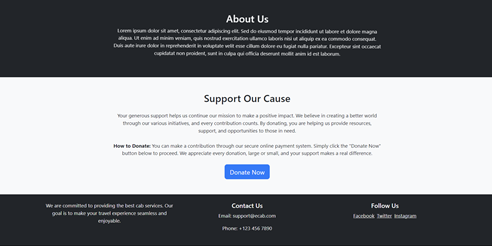 About Us
Lorem ipsum dolor sit amet, consectetur adipiscing elit. Sed do eiusmod tempor incididunt ut labore et dolore magna
aliqua. Ut enim ad minim veniam, quis nostrud exercitation ullamco laboris nisi ut aliquip ex ea commodo consequat.
Duis aute irure dolor in reprehenderit in voluptate velit esse cillum dolore eu fugiat nulla pariatur. Excepteur sint occaecat
cupidatat non proident, sunt in culpa qui officia deserunt mollit anim id est laborum.
Support Our Cause
Your generous support helps us continue our mission to make a positive impact. We believe in creating a better world
through our various initiatives, and every contribution counts. By donating, you are helping us provide resources,
support, and opportunities to those in need.
How to Donate: You can make a contribution through our secure online payment system. Simply click the "Donate Now"
button below to proceed. We appreciate every donation, large or small, and your support makes a real difference.
Donate Now
We are committed to providing the best cab services. Our
goal is to make your travel experience seamless and
enjoyable.
Contact Us
Email: support@ecab.com
Phone: +123 456 7890
Follow Us
Facebook Twitter Instagram